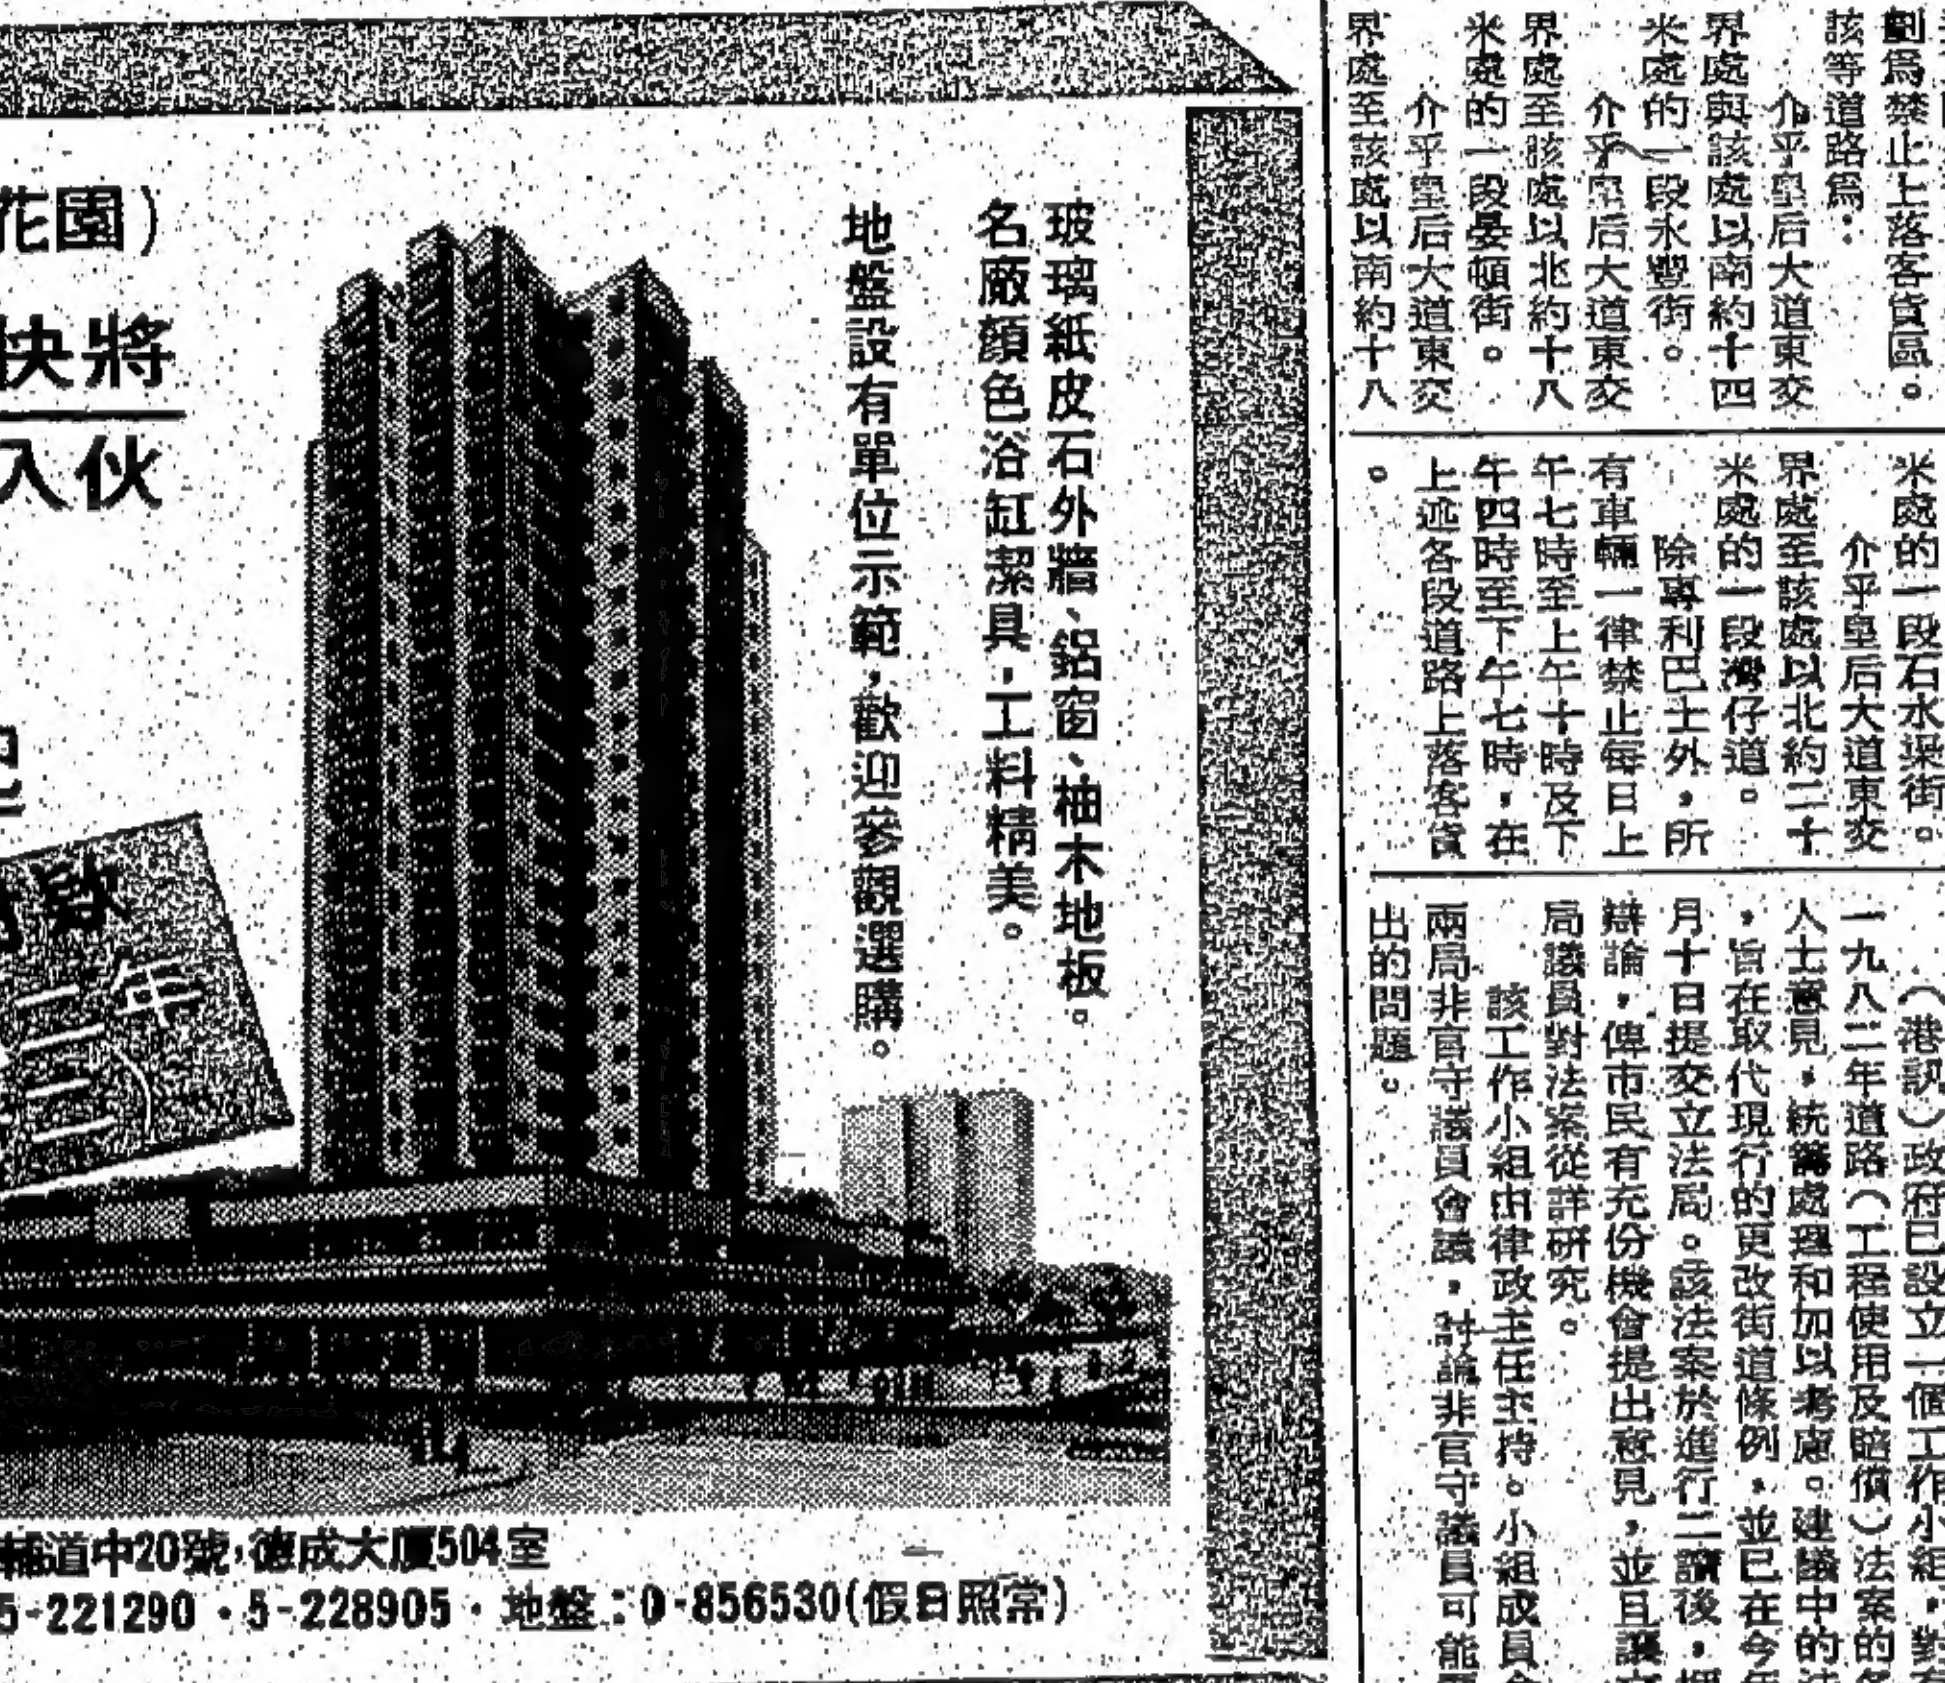 花園)
快將
入伙
玻璃紙皮石外牆、鋁窗、柚木地板。
名廠顏色浴缸潔具,工料精美。
地盤設有單位示範,歡迎參觀選購。
輔道中20號,德成大廈504室
5-221290・5-228905・地盤:0-856530(假日照常)
劃爲禁止上落客貨區。
該等道路爲:
介乎皇后大道東交
界處與該處以南約十四
米處的一段永豐街。
介乎皇后大道東交
界處至該處以北約十八
米處的一段晏頓街。
介乎皇后大道東交
界處至該處以南約十八
米處的一段石水渠街。
介乎皇后大道東交
界處至該處以北約二十
米處的一段灣仔道。
除專利巴士外,所
有車輛一律禁止每日上
午七時至上午十時及下
午四時至下午七時,在
上述各段道路上落客貨
。
(港訊)政府已設立一個工作小組,對有
一九八二年道路(工程使用及賠償)法案的各
人士意見,統籌處理和加以考慮。建議中的法
,旨在取代現行的更改街道條例,並已在今年
月十日提交立法局。該法案於進行二讀後,押
辯論,俾市民有充份機會提出意見,並且讓立
局議員對法案從詳研究。
該工作小組由律政主任主持。小組成員會
兩局非官守議員會議,討論非官守議員可能
出的問題。